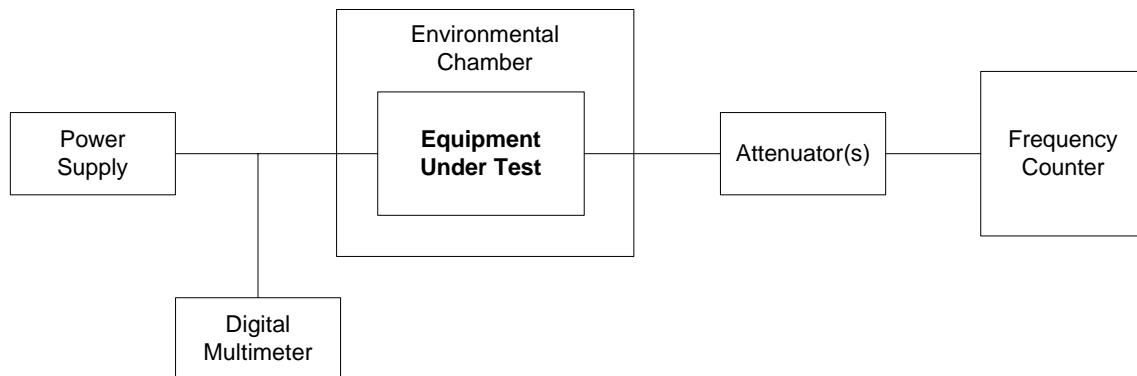 Environmental
Chamber
Power
Supply
Equipment
Under Test
Attenuator(s)
Frequency
Counter
Digital
Multimeter